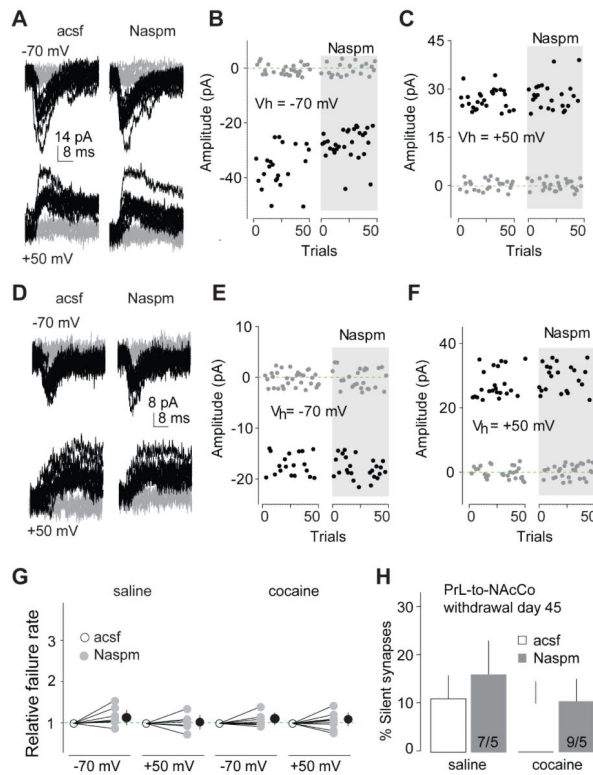 A
acsf
Naspm
-70 mV
14 pA
8 ms
+50 mV
B
Naspm
Amplitude (pA)
0
-20
-40
Vh = -70 mV
0
50
0
50
Trials
C
Naspm
Amplitude (pA)
45
30
15
0
Vh = +50 mV
0
50
0
50
Trials
D
acsf
Naspm
-70 mV
8 pA
8 ms
+50 mV
E
Naspm
Amplitude (pA)
10
0
-10
-20
Vh= -70 mV
0
50
0
50
Trials
F
Naspm
Amplitude (pA)
40
20
0
Vh = +50 mV
0
50
0
50
Trials
G
saline
cocaine
Relative failure rate
3
2
1
acsf
Naspm
-70 mV
+50 mV
-70 mV
+50 mV
H
PrL-to-NAcCo
withdrawal day 45
% Silent synapses
30
20
10
0
acsf
Naspm
7/5
9/5
saline
cocaine